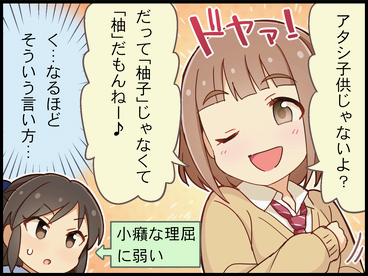 アタシ子供じゃないよ？
ドヤァ！
だって「柚子」じゃなくて
「柚」だもんねー♪
く…なるほど
そういう言い方…
小癪な理屈
に弱い